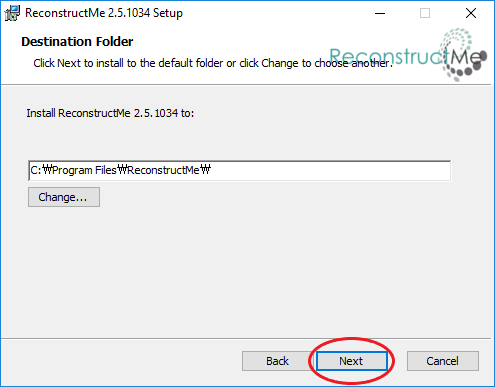 ReconstructMe 2.5.1034 Setup
Destination Folder
Click Next to install to the default folder or click Change to choose another.
ReconstructMe
Install ReconstructMe 2.5.1034 to:
C:₩Program Files₩ReconstructMe₩
Change...
Back
Next
Cancel